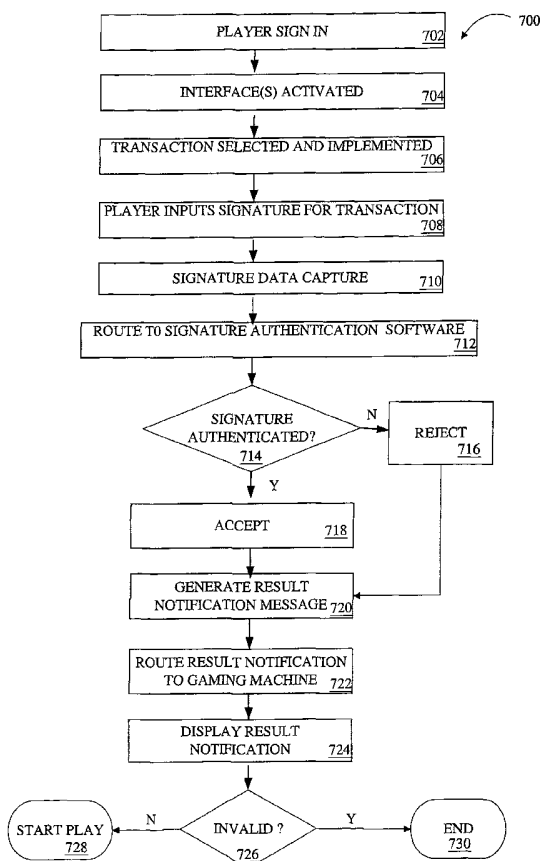 700
PLAYER SIGN IN
702
INTERFACE(S) ACTIVATED
704
TRANSACTION SELECTED AND IMPLEMENTED
706
PLAYER INPUTS SIGNATURE FOR TRANSACTION
708
SIGNATURE DATA CAPTURE
710
ROUTE T0 SIGNATURE AUTHENTICATION SOFTWARE
712
SIGNATURE
AUTHENTICATED?
714
N
REJECT
716
Y
ACCEPT
718
GENERATE RESULT
NOTIFICATION MESSAGE
720
ROUTE RESULT NOTIFICATION
TO GAMING MACHINE
722
DISPLAY RESULT
NOTIFICATION
724
INVALID ?
726
N
START PLAY
728
Y
END
730